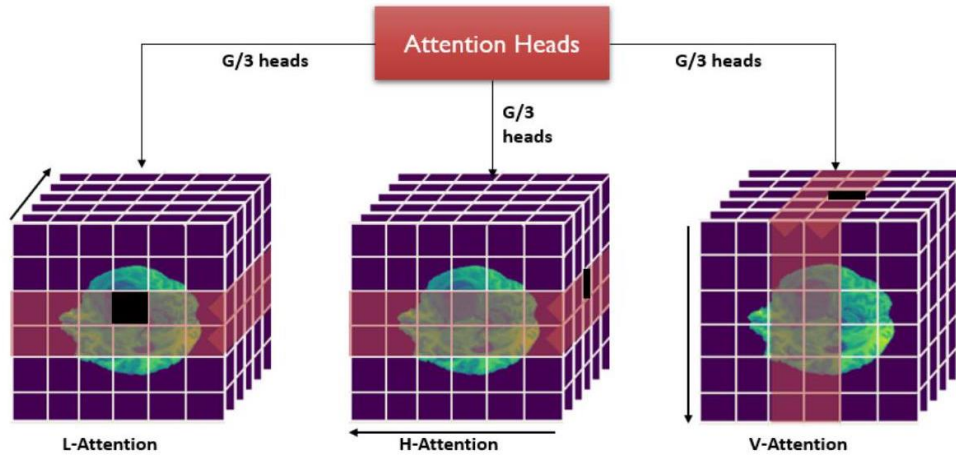 Attention Heads
G/3 heads
G/3 heads
G/3
heads
L-Attention
H-Attention
V-Attention